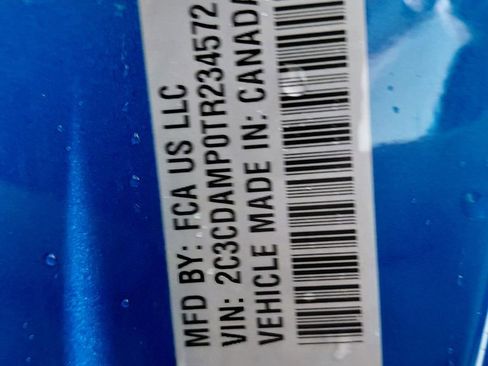 MFD BY: FCA US LLC
VIN: 2C3CDAMP0TR234572
VEHICLE MADE IN: CANADA